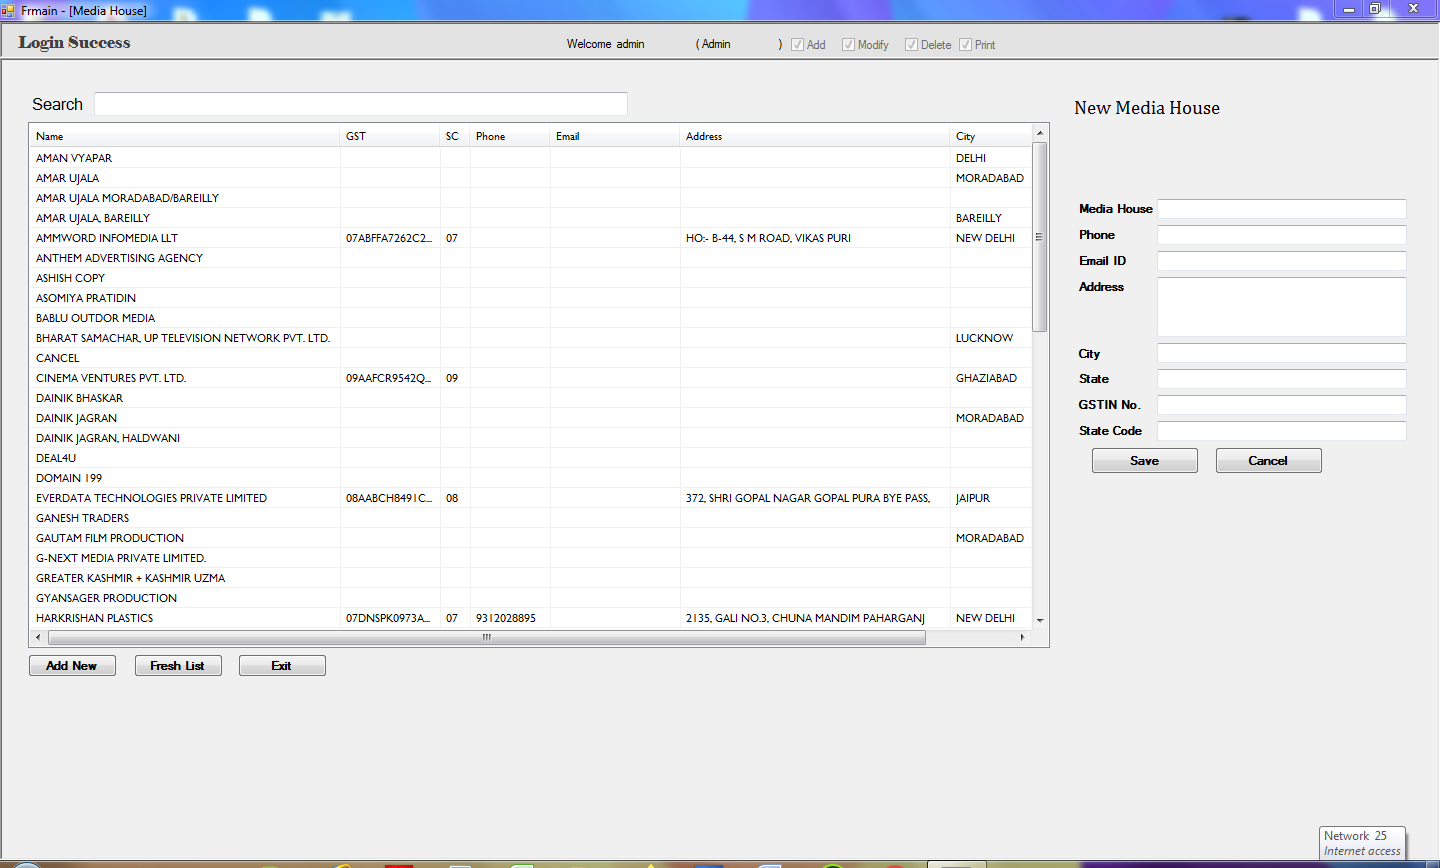 Frmain - [Media House]
Login Success
Welcome admin ( Admin ) Add Modify Delete Print
Search
New Media House
Name GST SC Phone Email Address City
AMAN VYAPAR DELHI
AMAR UJALA MORADABAD
AMAR UJALA MORADABAD/BAREILLY
AMAR UJALA, BAREILLY BAREILLY
AMMWORD INFOMEDIA LLT 07ABFFA7262C2... 07 HO:- B-44, S M ROAD, VIKAS PURI NEW DELHI
ANTHEM ADVERTISING AGENCY
ASHISH COPY
ASOMIYA PRATIDIN
BABLU OUTDOR MEDIA
BHARAT SAMACHAR, UP TELEVISION NETWORK PVT. LTD. LUCKNOW
CANCEL
CINEMA VENTURES PVT. LTD. 09AAFCR9542Q... 09 GHAZIABAD
DAINIK BHASKAR
DAINIK JAGRAN MORADABAD
DAINIK JAGRAN, HALDWANI
DEAL4U
DOMAIN 199
EVERDATA TECHNOLOGIES PRIVATE LIMITED 08AABCH8491C... 08 372, SHRI GOPAL NAGAR GOPAL PURA BYE PASS, JAIPUR
GANESH TRADERS
GAUTAM FILM PRODUCTION MORADABAD
G-NEXT MEDIA PRIVATE LIMITED.
GREATER KASHMIR + KASHMIR UZMA
GYANSAGER PRODUCTION
HARKRISHAN PLASTICS 07DNSPK0973A... 07 9312028895 2135, GALI NO.3, CHUNA MANDIM PAHARGANJ NEW DELHI
Add New Fresh List Exit
Media House
Phone
Email ID
Address
City
State
GSTIN No.
State Code
Save Cancel
Network 25
Internet access